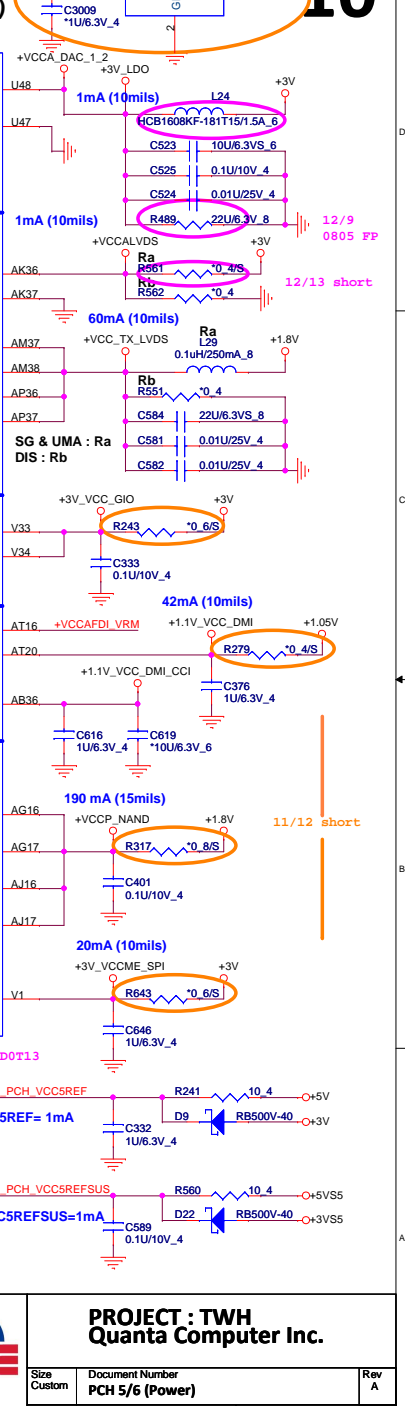 C3009
*1U/6.3V_4
2
+VCCA_DAC_1_2
+3V_LDO
U48
1mA (10mils)
L24
+3V
HCB1608KF-181T15/1.5A_6
U47
C523 10U/6.3VS_6
C525 0.1U/10V_4
C524 0.01U/25V_4
1mA (10mils)
R489 22U/6.3V_8
12/9
0805 FP
+VCCALVDS
+3V
Ra
AK36
R561 *0_4/S
12/13 short
Rb
AK37
R562 *0_4
60mA (10mils)
+VCC_TX_LVDS
Ra
L29
+1.8V
0.1uH/250mA_8
AM37
AM38
Rb
AP36
R551 *0_4
AP37
C584 22U/6.3VS_8
SG & UMA : Ra
DIS : Rb
C581 0.01U/25V_4
C582 0.01U/25V_4
+3V_VCC_GIO
+3V
V33
R243 *0_6/S
V34
C333
0.1U/10V_4
42mA (10mils)
AT16 +VCCAFDI_VRM
+1.1V_VCC_DMI
+1.05V
AT20
R279 *0_4/S
+1.1V_VCC_DMI_CCI
C376
1U/6.3V_4
AB36
C616
1U/6.3V_4
C619
*10U/6.3V_6
190 mA (15mils)
AG16
+VCCP_NAND
+1.8V
11/12 short
AG17
R317 *0_8/S
AJ16
C401
0.1U/10V_4
AJ17
20mA (10mils)
+3V_VCCME_SPI
+3V
V1
R643 *0_6/S
C646
1U/6.3V_4
D0T13
_PCH_VCC5REF
R241 10_4
+5V
5REF= 1mA
C332
1U/6.3V_4
D9 RB500V-40
+3V
_PCH_VCC5REFSUS
R560 10_4
+5VS5
C5REFSUS=1mA
C589
0.1U/10V_4
D22 RB500V-40
+3VS5
D
C
B
A
PROJECT : TWH
Quanta Computer Inc.
Size
Custom
Document Number
PCH 5/6 (Power)
Rev
A